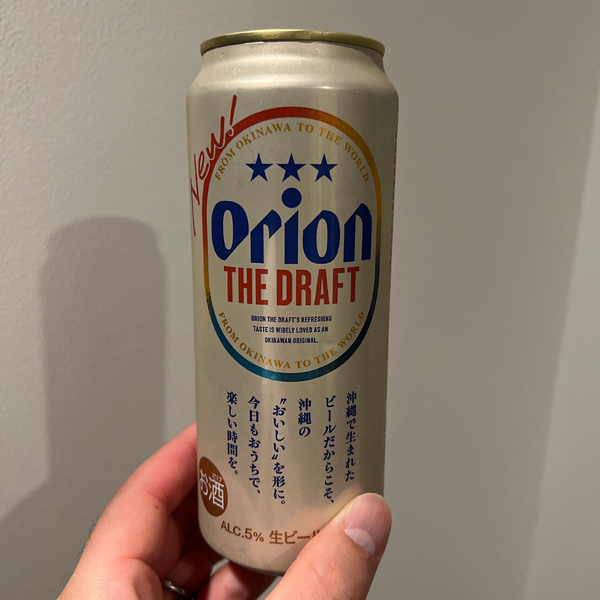 New!
FROM OKINAWA TO THE WORLD
Orion
THE DRAFT
ORION THE DRAFT'S REFRESHING
TASTE IS WIDELY LOVED AS AN
OKINAWAN ORIGINAL.
FROM OKINAWA TO THE WORLD
沖縄で生まれた
ビールだからこそ、
沖縄の
〝おいしい〟を形に。
今日もおうちで、
楽しい時間を。
お酒
ALC.5% 生ビー